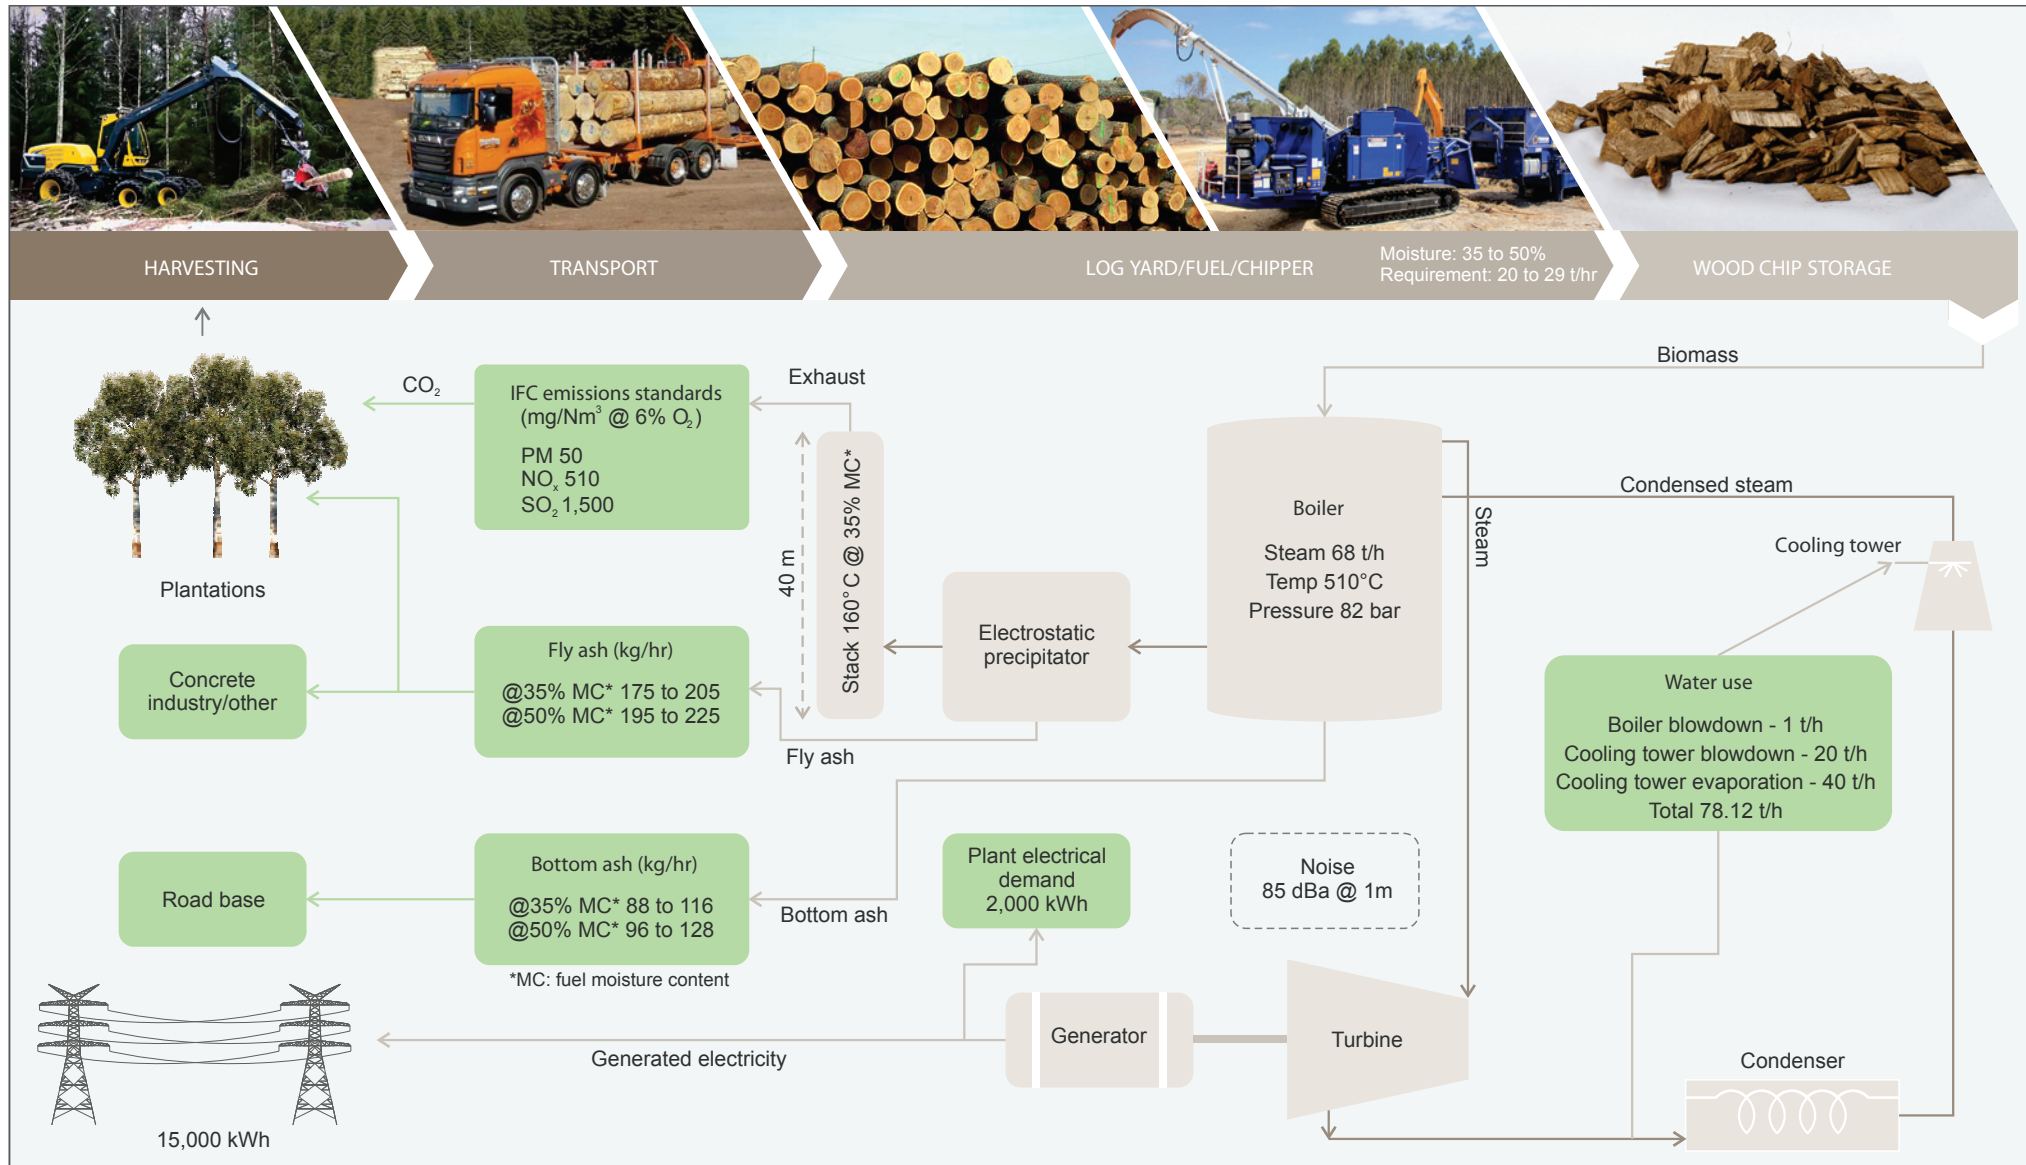 HARVESTING
TRANSPORT
LOG YARD/FUEL/CHIPPER
Moisture: 35 to 50%
Requirement: 20 to 29 t/hr
WOOD CHIP STORAGE
Biomass
CO₂
IFC emissions standards
(mg/Nm³ @ 6% O₂)
PM 50
NOₓ 510
SO₂ 1,500
Exhaust
40 m
Stack 160°C @ 35% MC*
Boiler
Steam 68 t/h
Temp 510°C
Pressure 82 bar
Steam
Condensed steam
Cooling tower
Plantations
Electrostatic
precipitator
Concrete
industry/other
Fly ash (kg/hr)
@35% MC* 175 to 205
@50% MC* 195 to 225
Fly ash
Water use
Boiler blowdown - 1 t/h
Cooling tower blowdown - 20 t/h
Cooling tower evaporation - 40 t/h
Total 78.12 t/h
Road base
Bottom ash (kg/hr)
@35% MC* 88 to 116
@50% MC* 96 to 128
*MC: fuel moisture content
Bottom ash
Plant electrical
demand
2,000 kWh
Noise
85 dBa @ 1m
Generator
Turbine
Generated electricity
Condenser
15,000 kWh